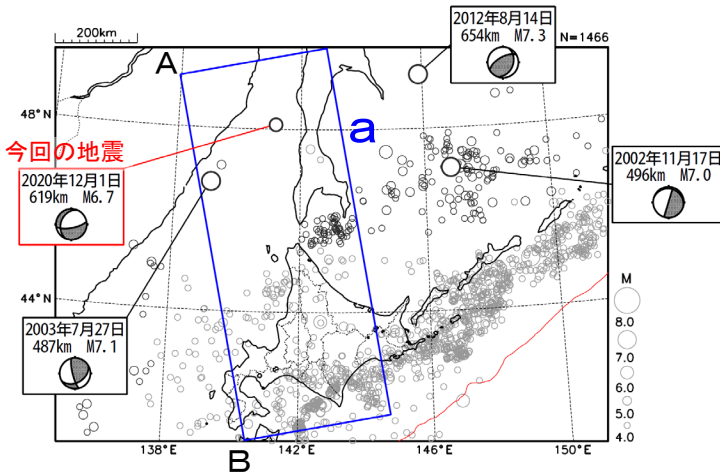 200km
2012年8月14日
654km M7.3
N=1466
A
a
48°N
今回の地震
2020年12月1日
619km M6.7
2002年11月17日
496km M7.0
44°N
2003年7月27日
487km M7.1
M
8.0
7.0
6.0
5.0
4.0
138°E
142°E
146°E
150°E
B